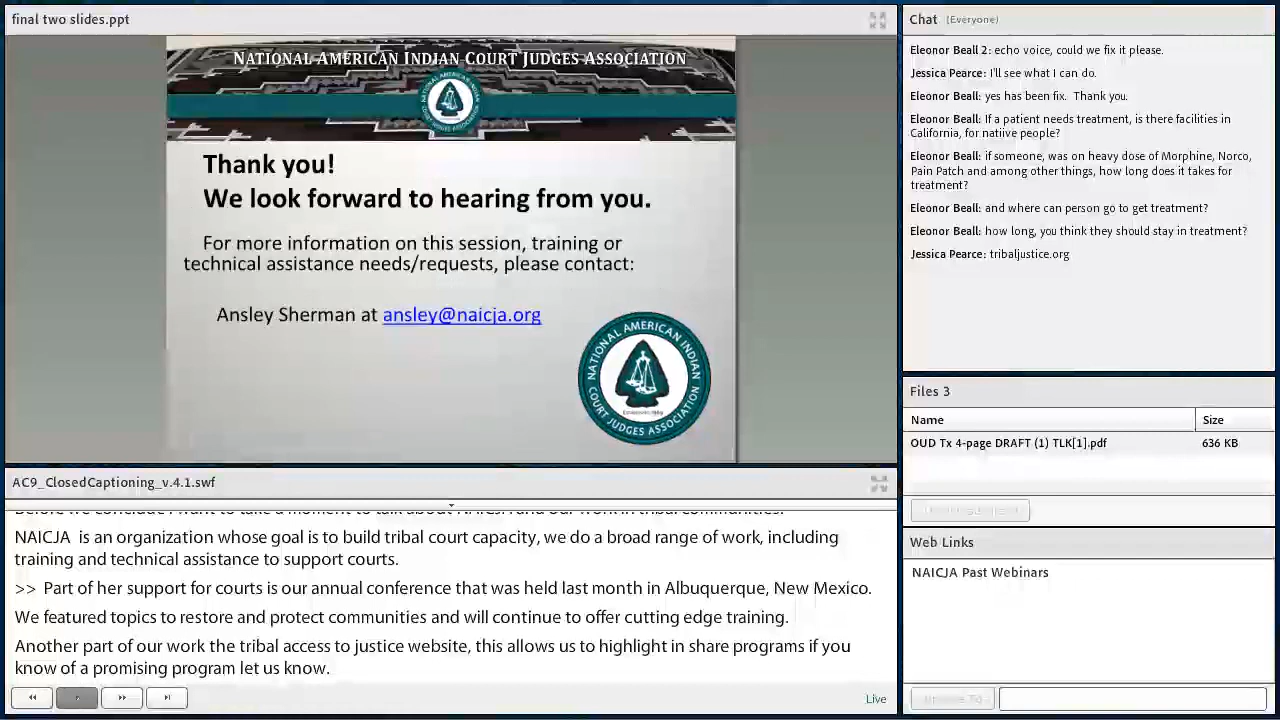 final two slides.ppt
NATIONAL AMERICAN INDIAN COURT JUDGES ASSOCIATION
Thank you!
We look forward to hearing from you.
For more information on this session, training or
technical assistance needs/requests, please contact:
Ansley Sherman at ansley@naicja.org
NATIONAL AMERICAN INDIAN
COURT JUDGES ASSOCIATION
AC9_ClosedCaptioning_v.4.1.swf
NAICJA is an organization whose goal is to build tribal court capacity, we do a broad range of work, including
training and technical assistance to support courts.
>> Part of her support for courts is our annual conference that was held last month in Albuquerque, New Mexico.
We featured topics to restore and protect communities and will continue to offer cutting edge training.
Another part of our work the tribal access to justice website, this allows us to highlight in share programs if you
know of a promising program let us know.
Live
Chat (Everyone)
Eleonor Beall 2: echo voice, could we fix it please.
Jessica Pearce: I'll see what I can do.
Eleonor Beall: yes has been fix. Thank you.
Eleonor Beall: If a patient needs treatment, is there facilities in
California, for natiive people?
Eleonor Beall: if someone, was on heavy dose of Morphine, Norco,
Pain Patch and among other things, how long does it takes for
treatment?
Eleonor Beall: and where can person go to get treatment?
Eleonor Beall: how long, you think they should stay in treatment?
Jessica Pearce: tribaljustice.org
Files 3
Name Size
OUD Tx 4-page DRAFT (1) TLK[1].pdf 636 KB
Web Links
NAICJA Past Webinars